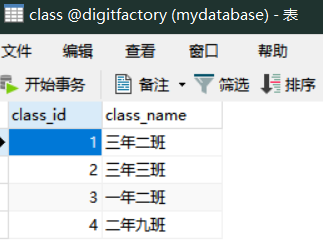 class @digitfactory (mydatabase) - 表
文件 编辑 查看 窗口 帮助
开始事务 备注 筛选 排序
class_id class_name
1 三年二班
2 三年三班
3 一年二班
4 二年九班